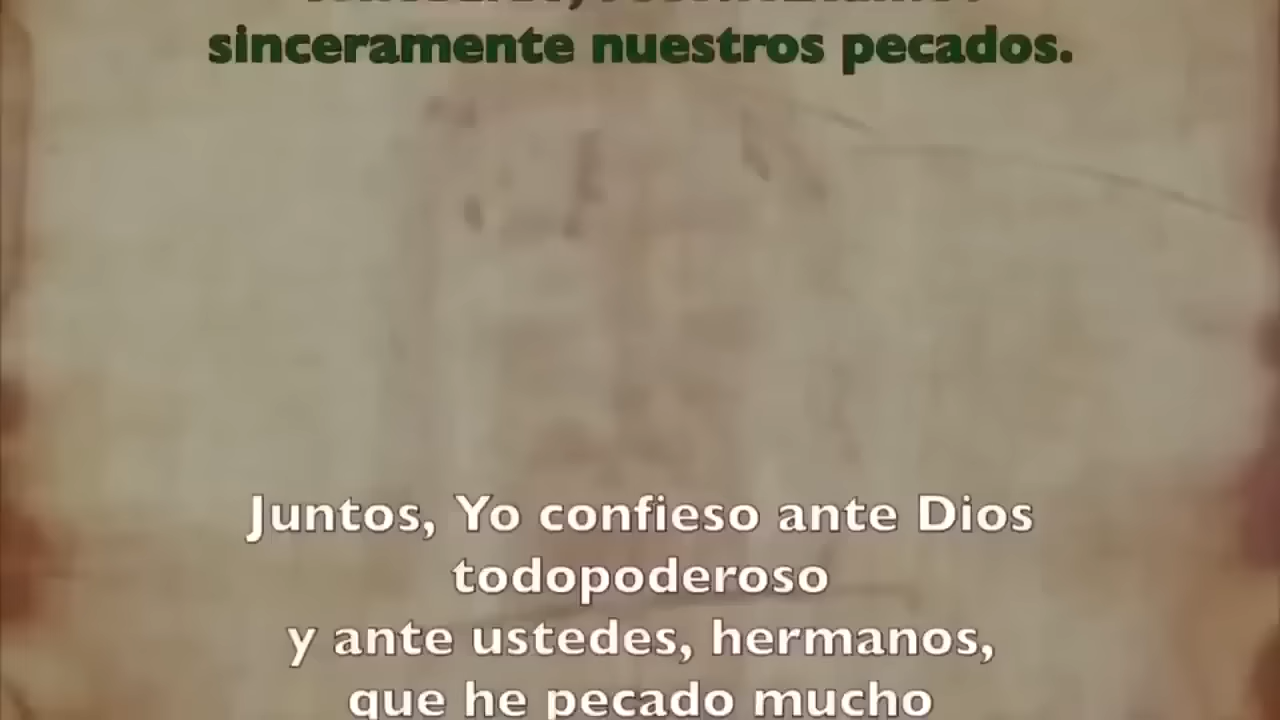 sinceramente nuestros pecados.
Juntos, Yo confieso ante Dios
todopoderoso
y ante ustedes, hermanos,
que he pecado mucho